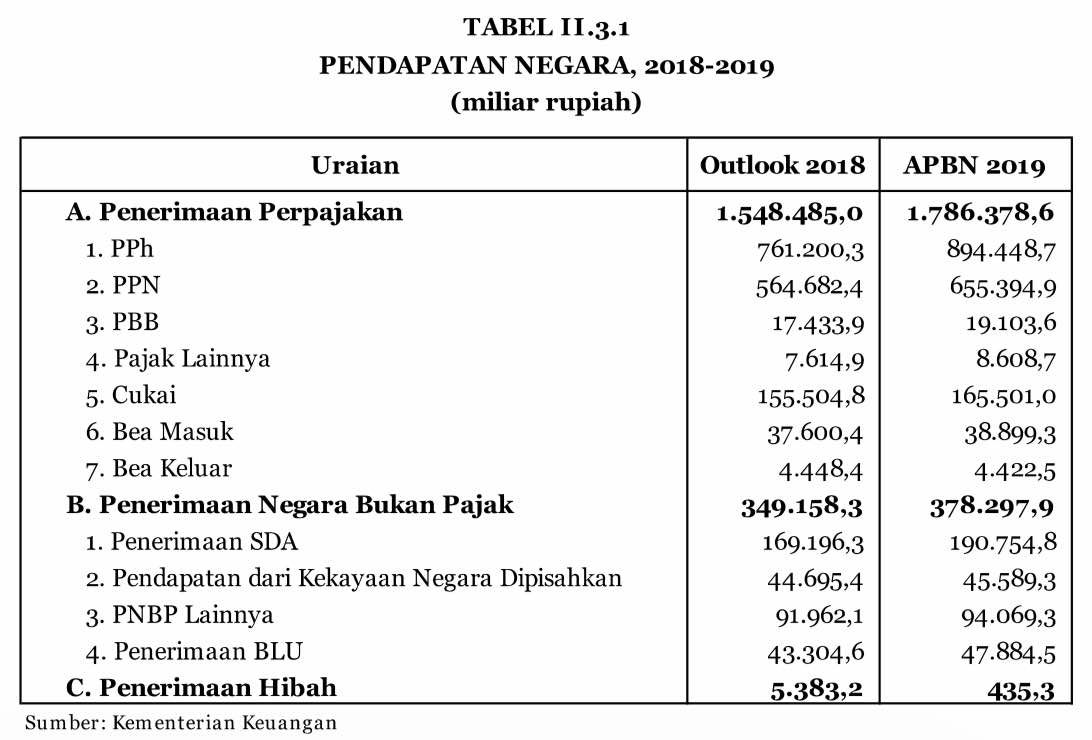 TABEL II.3.1
PENDAPATAN NEGARA, 2018-2019
(miliar rupiah)
Uraian Outlook 2018 APBN 2019
A. Penerimaan Perpajakan 1.548.485,0 1.786.378,6
1. PPh 761.200,3 894.448,7
2. PPN 564.682,4 655.394,9
3. PBB 17.433,9 19.103,6
4. Pajak Lainnya 7.614,9 8.608,7
5. Cukai 155.504,8 165.501,0
6. Bea Masuk 37.600,4 38.899,3
7. Bea Keluar 4.448,4 4.422,5
B. Penerimaan Negara Bukan Pajak 349.158,3 378.297,9
1. Penerimaan SDA 169.196,3 190.754,8
2. Pendapatan dari Kekayaan Negara Dipisahkan 44.695,4 45.589,3
3. PNBP Lainnya 91.962,1 94.069,3
4. Penerimaan BLU 43.304,6 47.884,5
C. Penerimaan Hibah 5.383,2 435,3
Sumber: Kementerian Keuangan